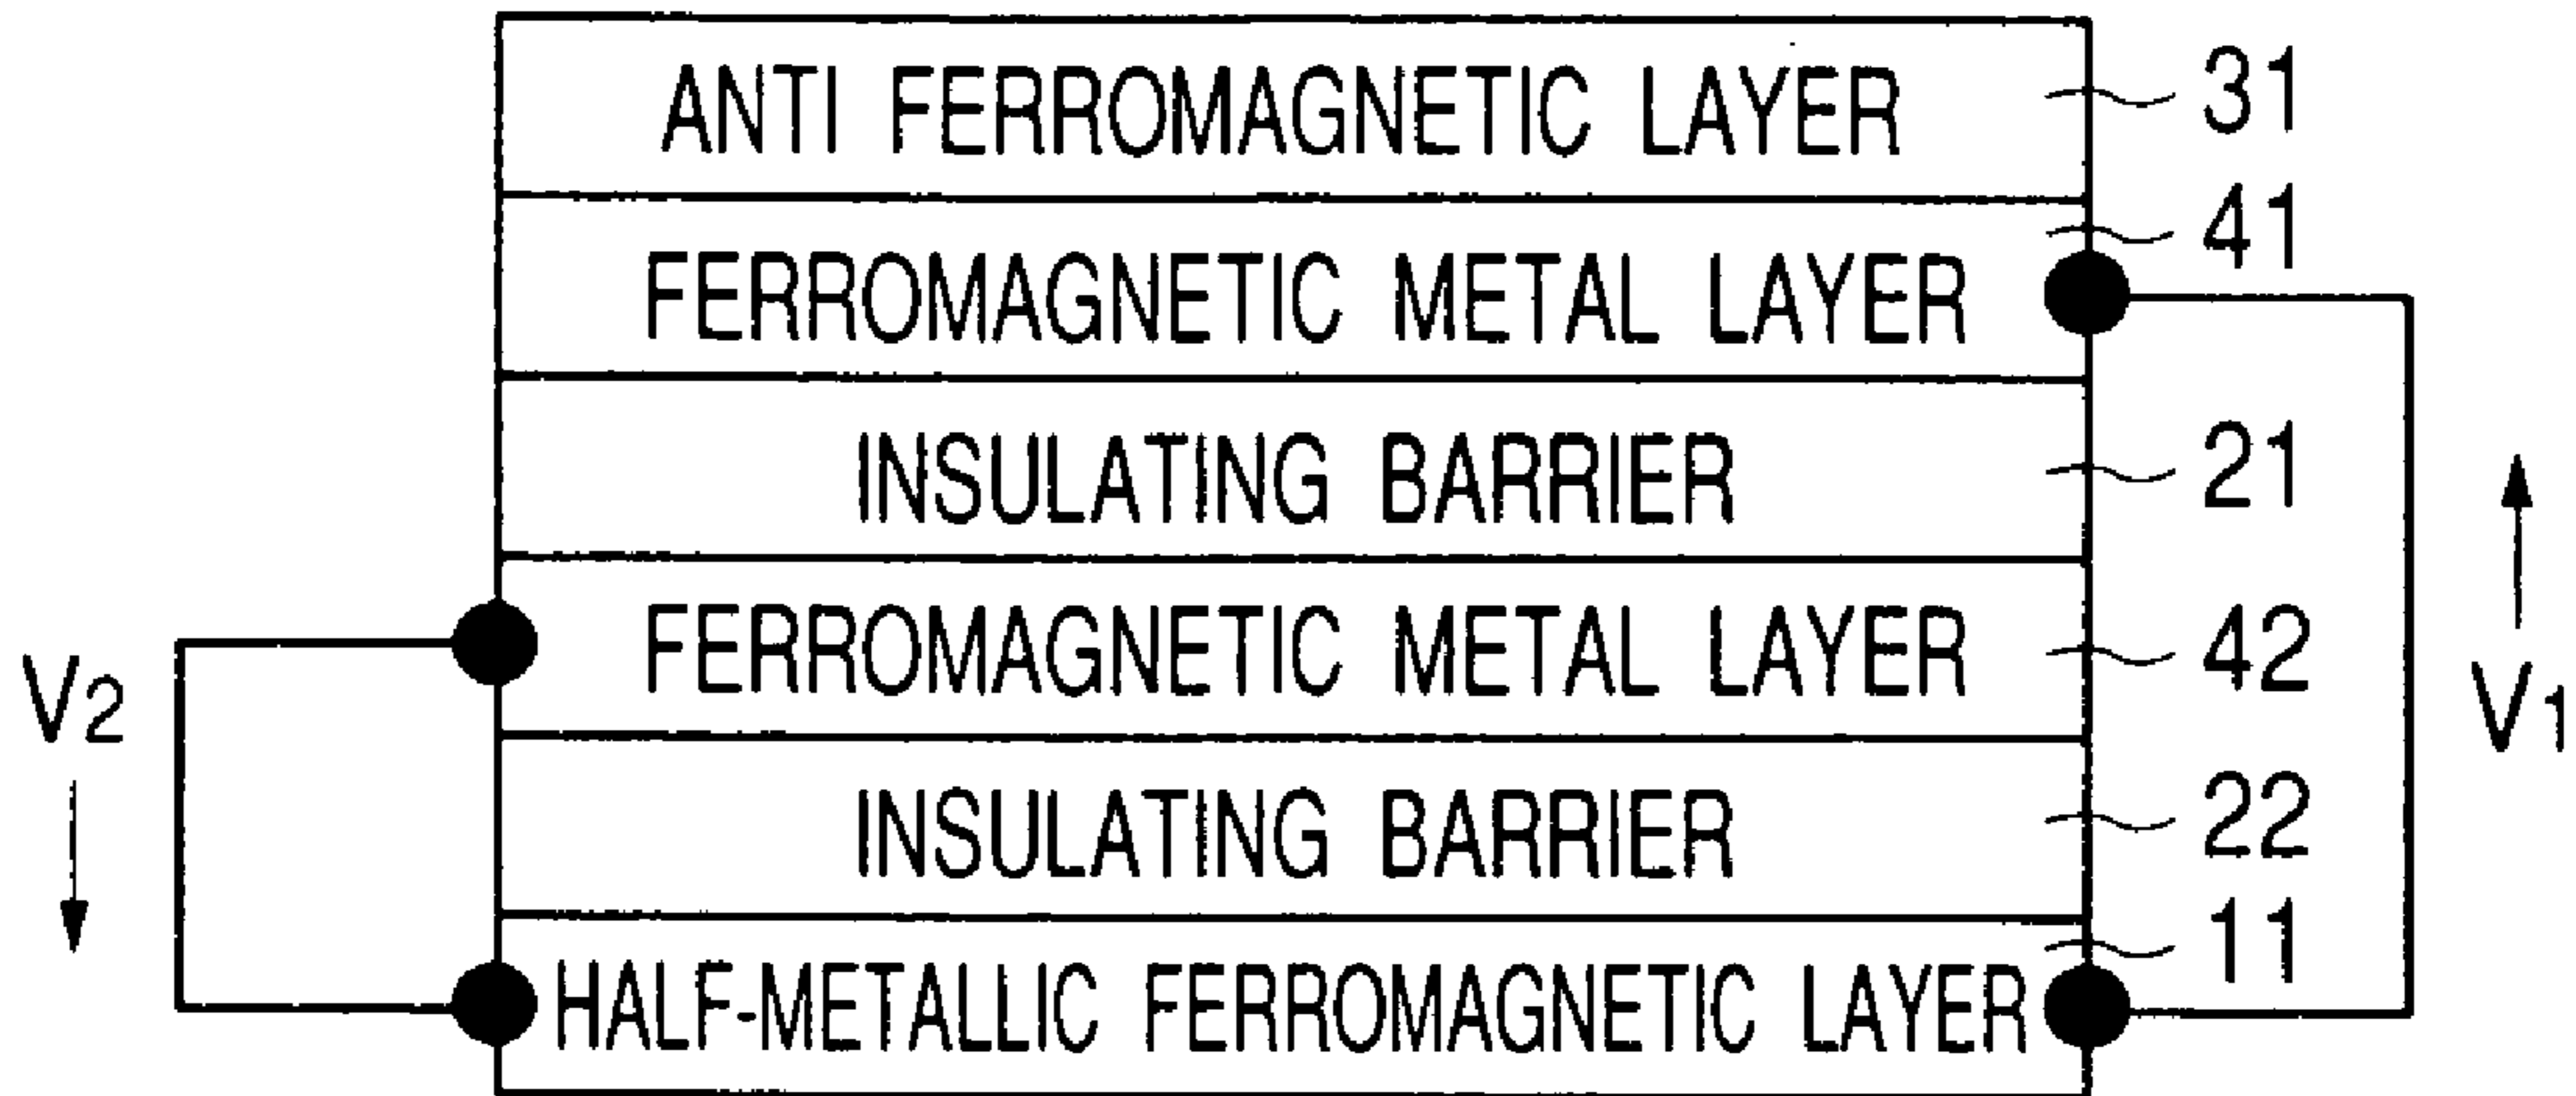 ANTI FERROMAGNETIC LAYER 31
FERROMAGNETIC METAL LAYER 41
INSULATING BARRIER 21
FERROMAGNETIC METAL LAYER 42
INSULATING BARRIER 22
HALF-METALLIC FERROMAGNETIC LAYER 11
V2
V1